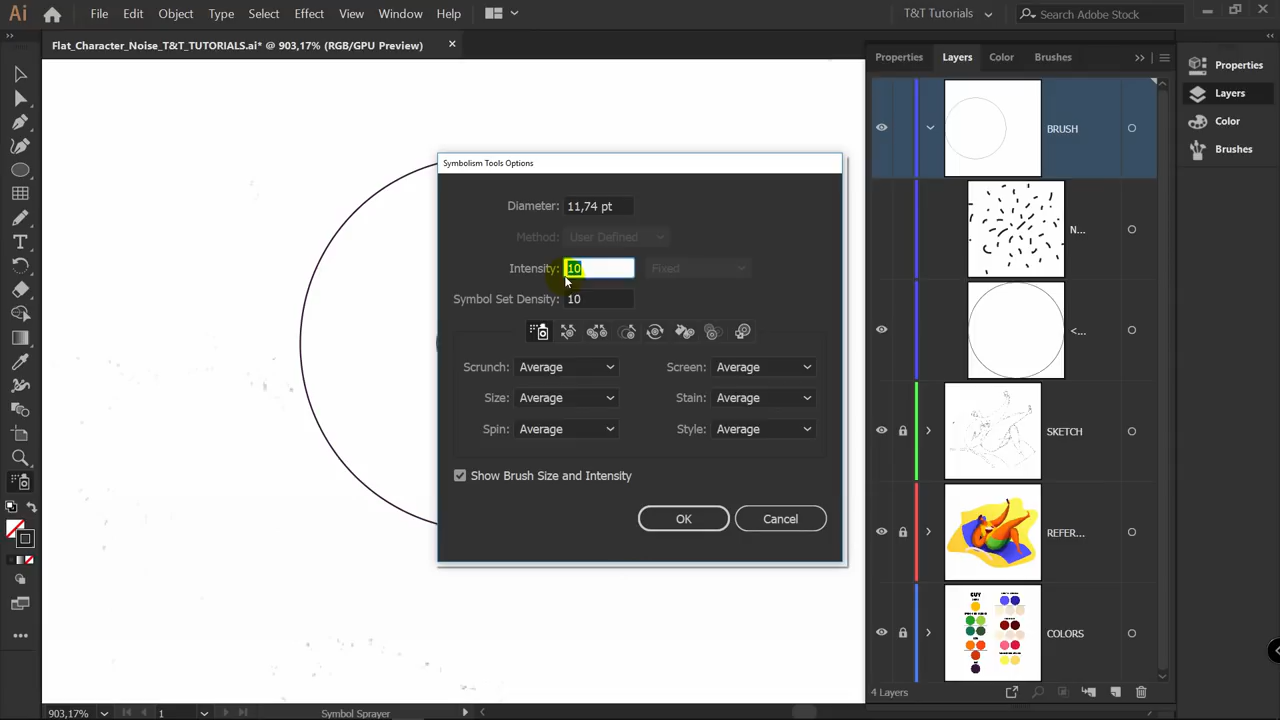 Ai File Edit Object Type Select Effect View Window Help T&T Tutorials Search Adobe Stock
Flat_Character_Noise_T&T_TUTORIALS.ai* @ 903,17% (RGB/GPU Preview)
Properties Layers Color Brushes
Properties
Layers
Color
Brushes
BRUSH
N...
<...
SKETCH
REFER...
COLORS
GUY
Symbolism Tools Options
Diameter: 11,74 pt
Method: User Defined
Intensity: 10 Fixed
Symbol Set Density: 10
Scrunch: Average Screen: Average
Size: Average Stain: Average
Spin: Average Style: Average
Show Brush Size and Intensity
OK Cancel
4 Layers
903,17% 1 Symbol Sprayer